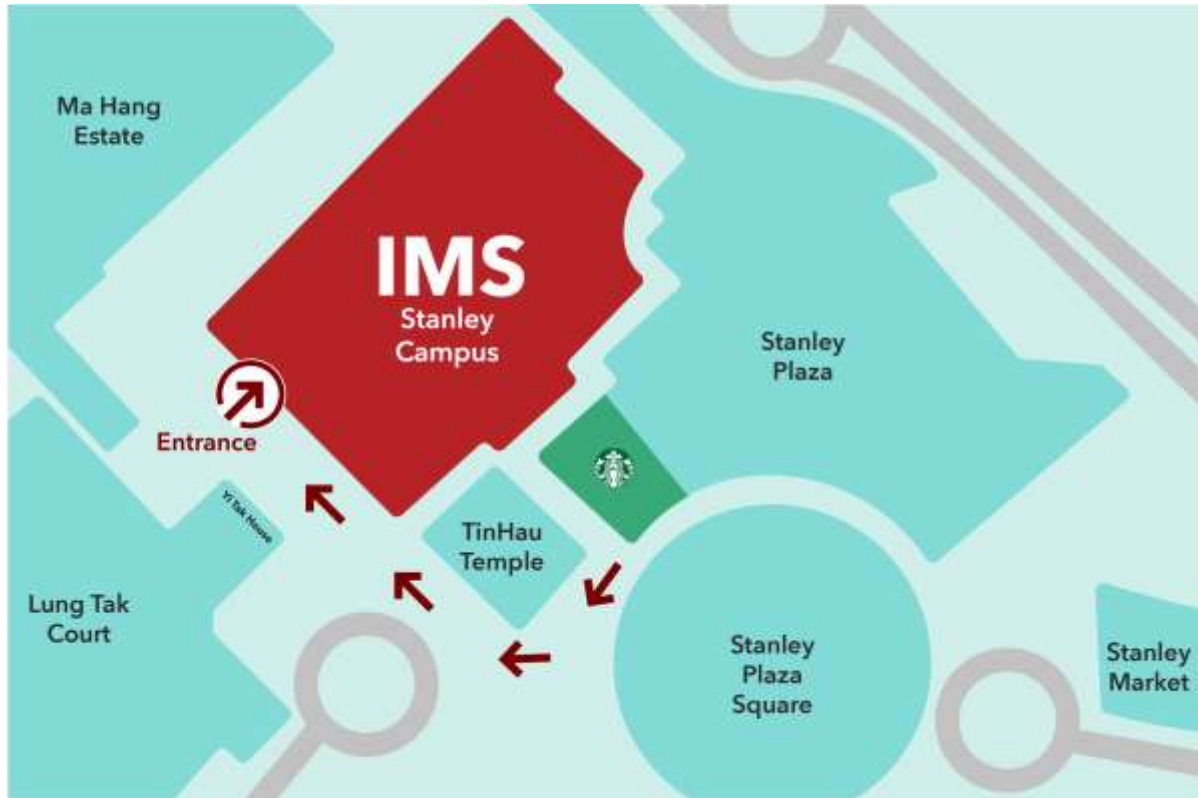 Ma Hang
Estate
IMS
Stanley
Campus
Stanley
Plaza
Entrance
Yi Tak House
TinHau
Temple
Lung Tak
Court
Stanley
Plaza
Square
Stanley
Market